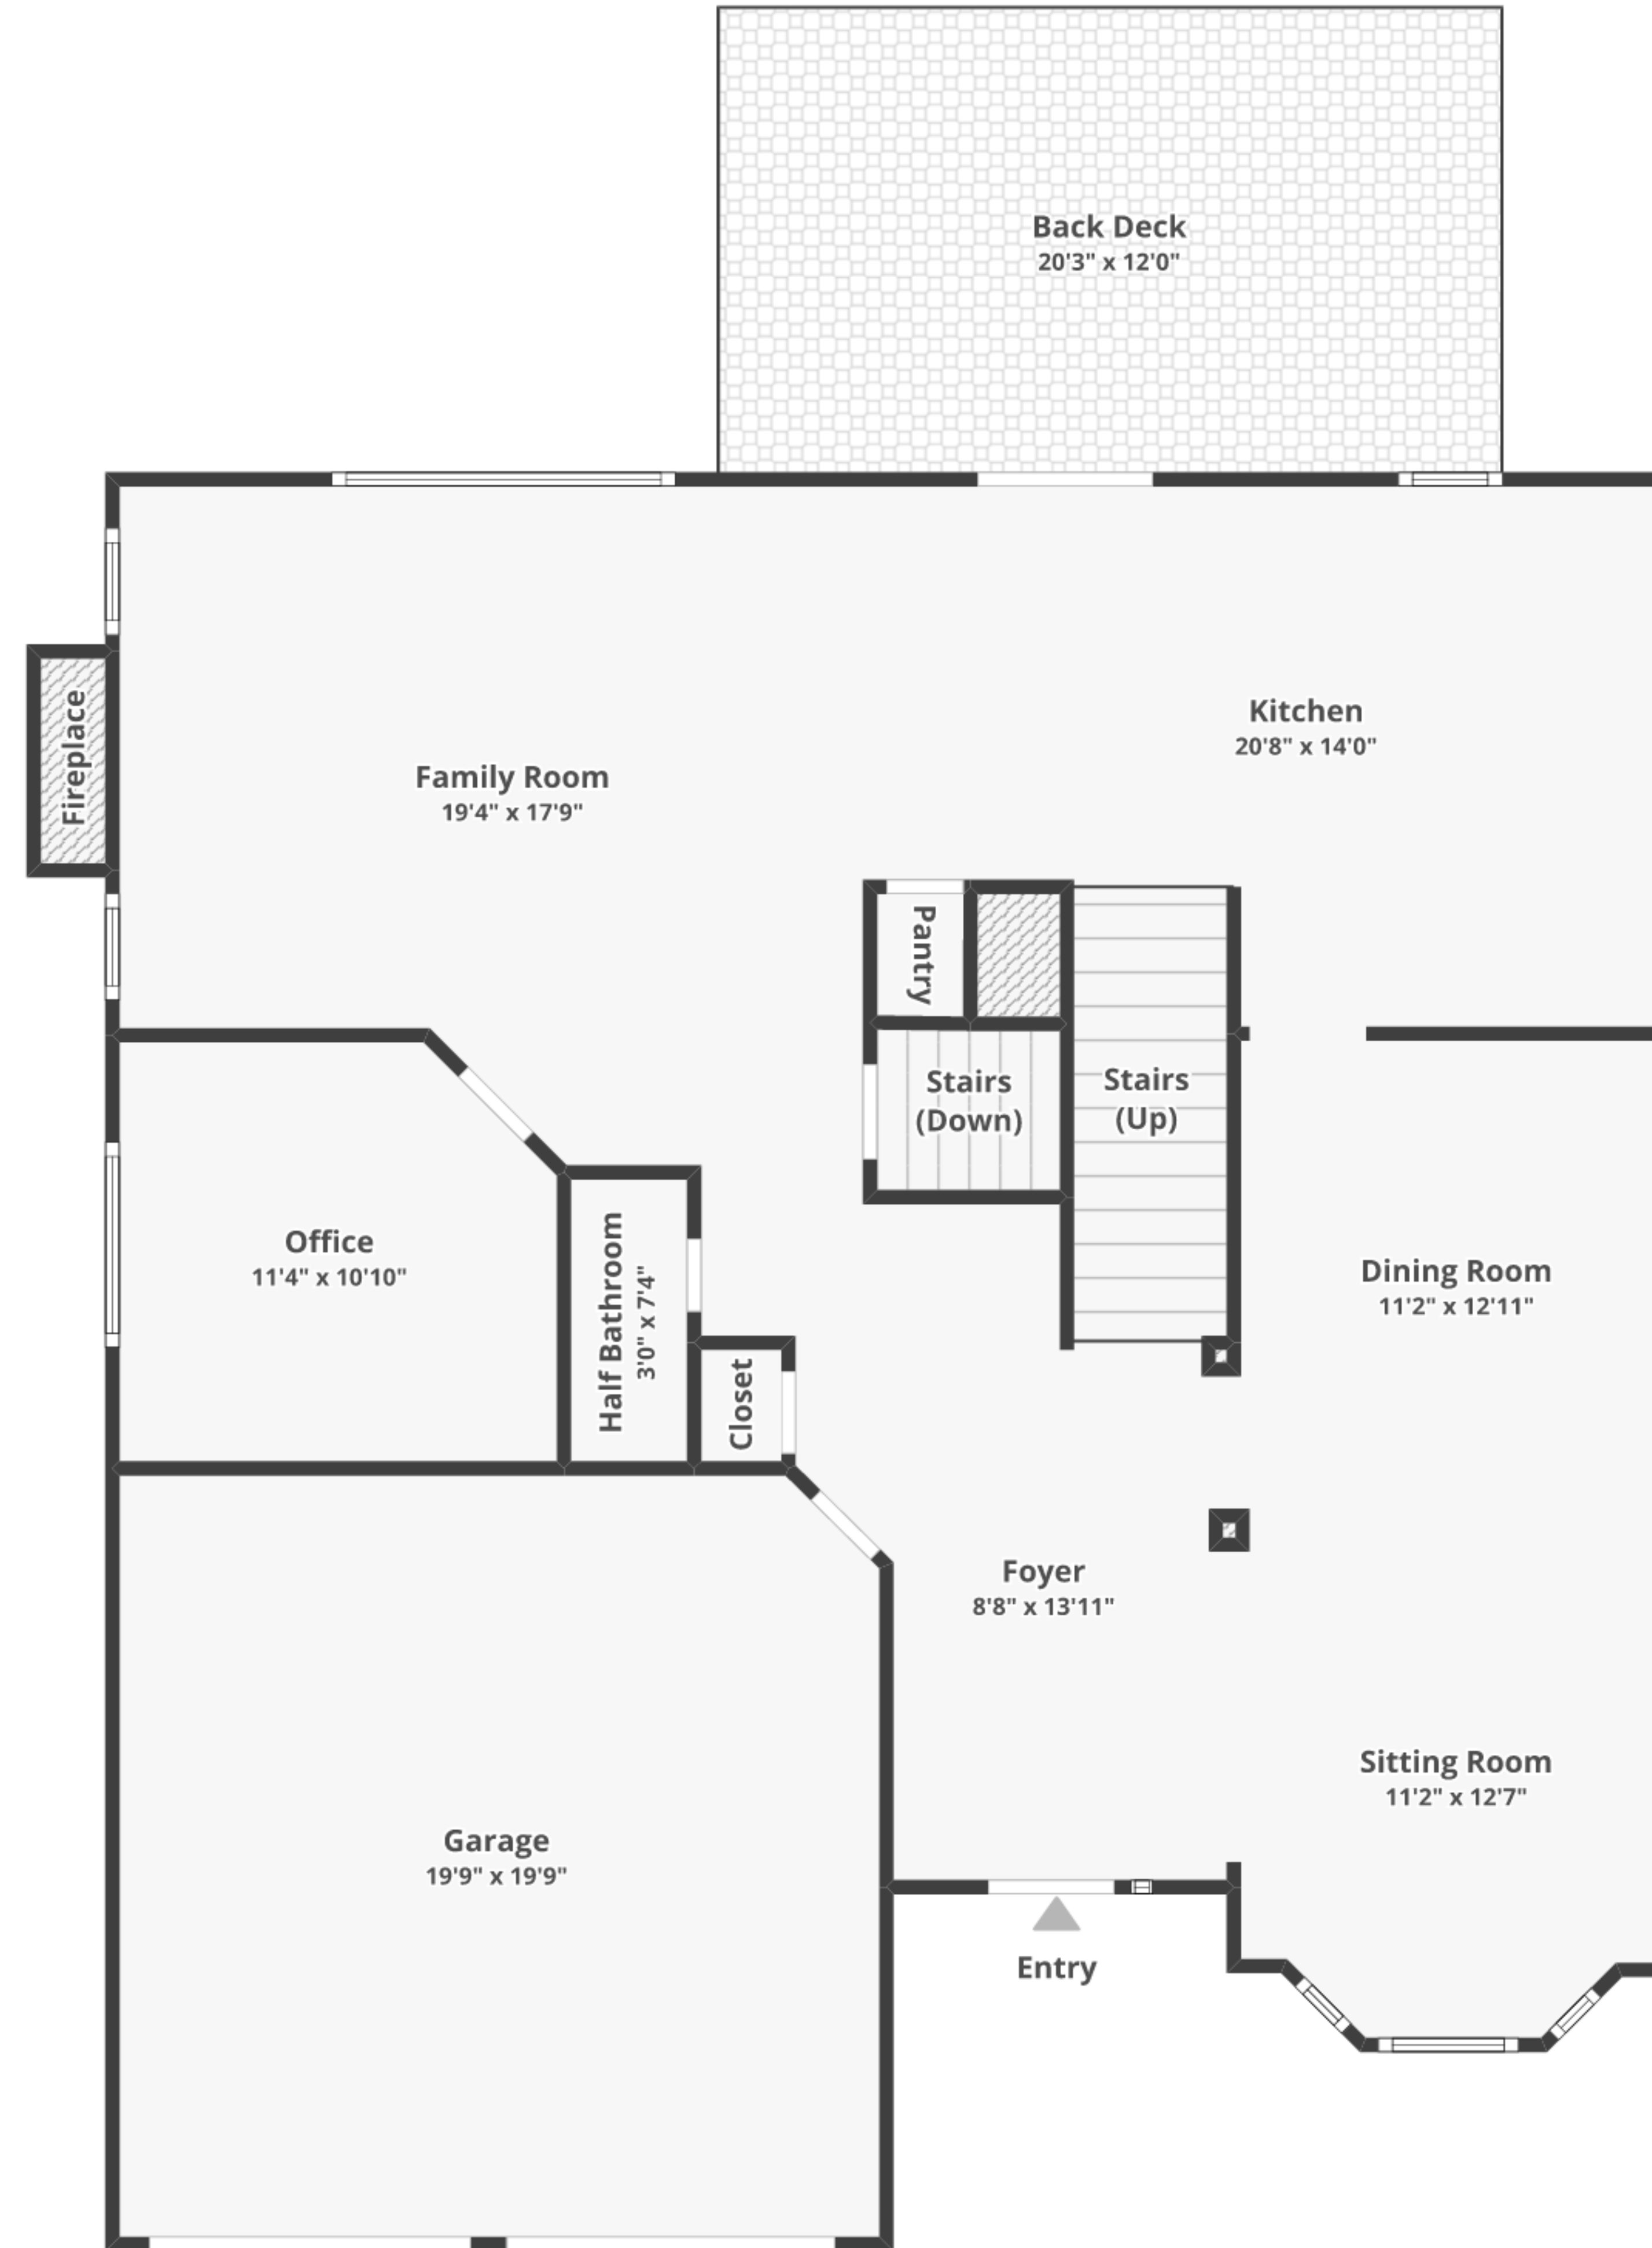 Back Deck
20'3" x 12'0"
Kitchen
20'8" x 14'0"
Family Room
19'4" x 17'9"
Fireplace
Pantry
Stairs
(Down)
Stairs
(Up)
Office
11'4" x 10'10"
Half Bathroom
3'0" x 7'4"
Closet
Dining Room
11'2" x 12'11"
Foyer
8'8" x 13'11"
Sitting Room
11'2" x 12'7"
Garage
19'9" x 19'9"
Entry